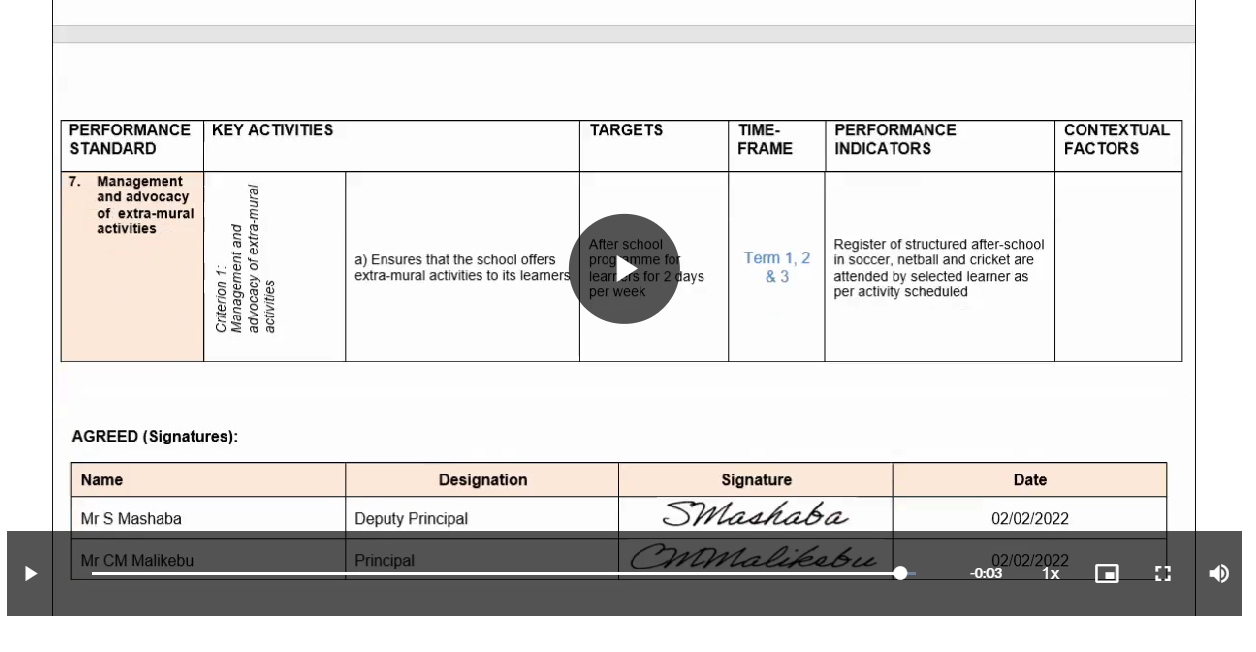 PERFORMANCE STANDARD KEY ACTIVITIES TARGETS TIME-FRAME PERFORMANCE INDICATORS CONTEXTUAL FACTORS
7. Management
and advocacy
of extra-mural
activities
Criterion 1:
Management and
advocacy of extra-mural
activities
a) Ensures that the school offers
extra-mural activities to its learners
After school
programme for
learners for 2 days
per week
Term 1, 2
& 3
Register of structured after-school
in soccer, netball and cricket are
attended by selected learner as
per activity scheduled
AGREED (Signatures):
Name Designation Signature Date
Mr S Mashaba Deputy Principal SMashaba 02/02/2022
Mr CM Malikebu Principal CMMalikebu 02/02/2022
-0:03 1x